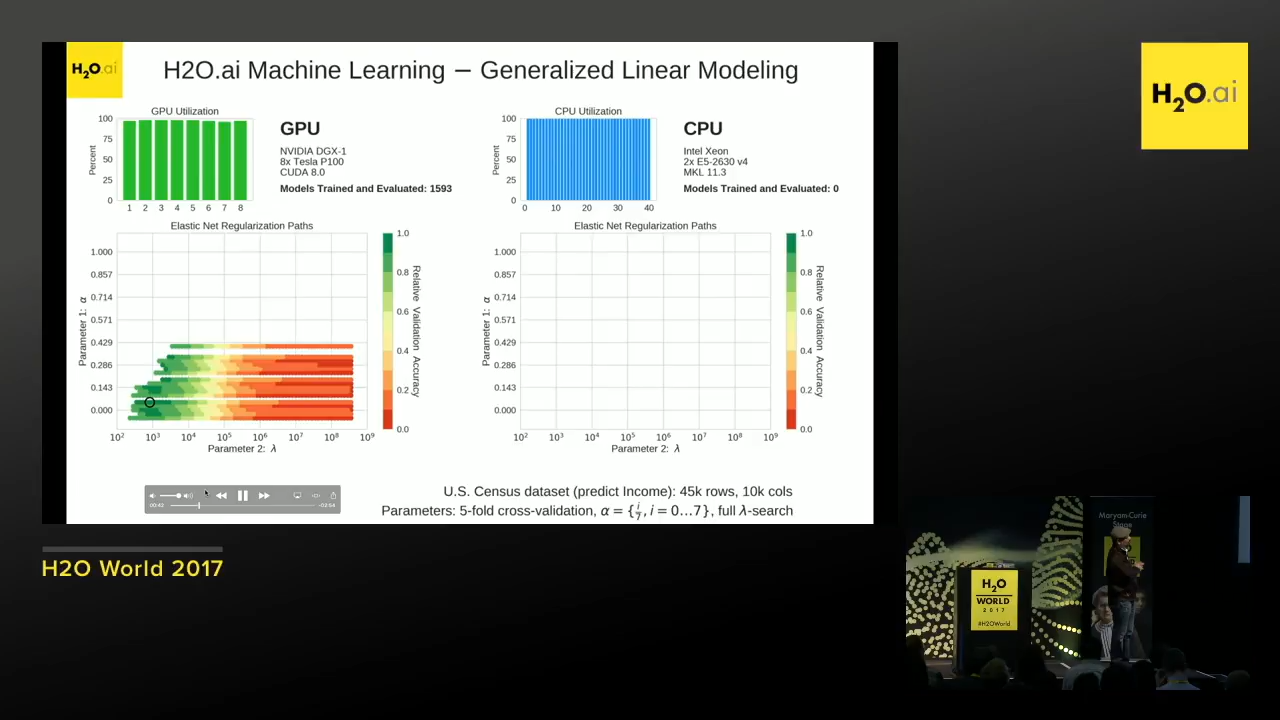 H2O.ai
H2O.ai Machine Learning – Generalized Linear Modeling
GPU Utilization
100
75
50
25
0
Percent
1 2 3 4 5 6 7 8
GPU
NVIDIA DGX-1
8x Tesla P100
CUDA 8.0
Models Trained and Evaluated: 1593
CPU Utilization
100
75
50
25
0
Percent
0 10 20 30 40
CPU
Intel Xeon
2x E5-2630 v4
MKL 11.3
Models Trained and Evaluated: 0
Elastic Net Regularization Paths
1.000
0.857
0.714
0.571
0.429
0.286
0.143
0.000
Parameter 1: α
10² 10³ 10⁴ 10⁵ 10⁶ 10⁷ 10⁸ 10⁹
Parameter 2: λ
1.0
0.8
0.6
0.4
0.2
0.0
Relative Validation Accuracy
Elastic Net Regularization Paths
1.000
0.857
0.714
0.571
0.429
0.286
0.143
0.000
Parameter 1: α
10² 10³ 10⁴ 10⁵ 10⁶ 10⁷ 10⁸ 10⁹
Parameter 2: λ
1.0
0.8
0.6
0.4
0.2
0.0
Relative Validation Accuracy
00:43
-02:54
U.S. Census dataset (predict Income): 45k rows, 10k cols
Parameters: 5-fold cross-validation, α = {i/7, i = 0...7}, full λ-search
H2O.ai
H2O World 2017
Maryam-Curie
Stage
H2O
WORLD
2017
#H2OWorld